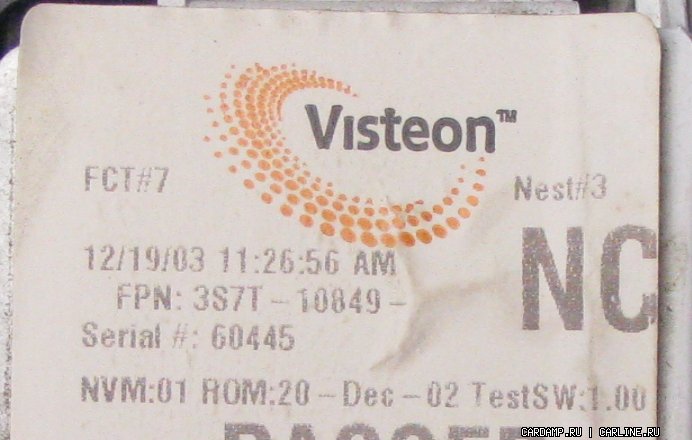 Visteon™
FCT#7
Nest#3
12/19/03 11:26:56 AM
NC
FPN: 3S7T-10849-
Serial #: 60445
NVM:01 ROM:20-Dec-02 TestSW:1.00
CARDAMP.RU | CARLINE.RU